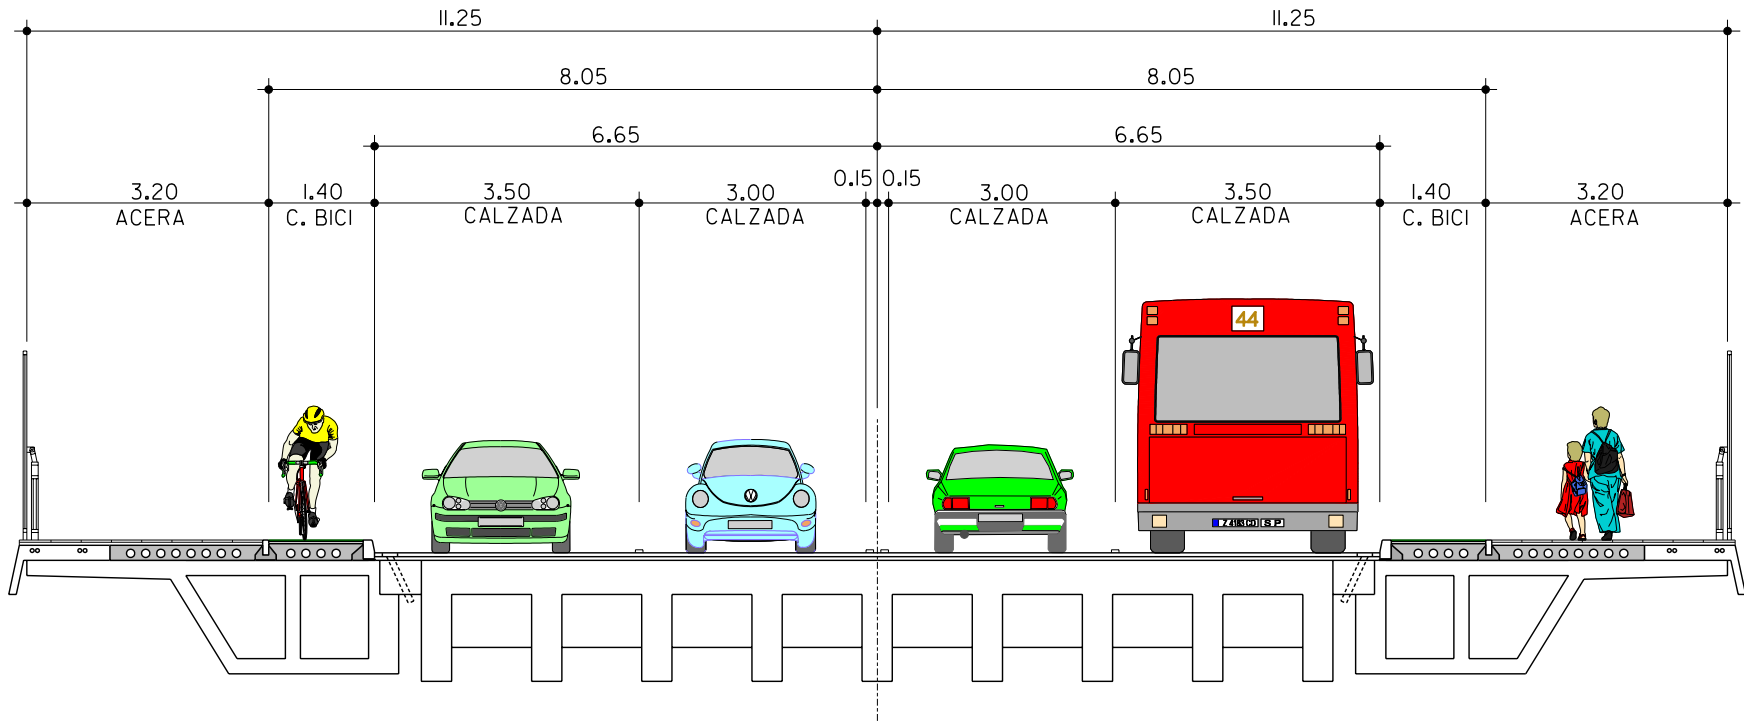 11.25 11.25
8.05 8.05
6.65 6.65
3.20 1.40 3.50 3.00 0.15 0.15 3.00 3.50 1.40 3.20
ACERA C. BICI CALZADA CALZADA CALZADA CALZADA C. BICI ACERA
44
SP